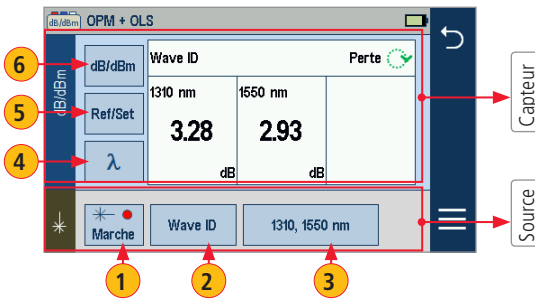 dB/dBm OPM + OLS
dB/dBm
6 dB/dBm
5 Ref/Set
4 λ
Wave ID Perte
1310 nm 1550 nm
3.28 2.93
dB dB
Capteur
Marche Wave ID 1310, 1550 nm
Source
1 2 3